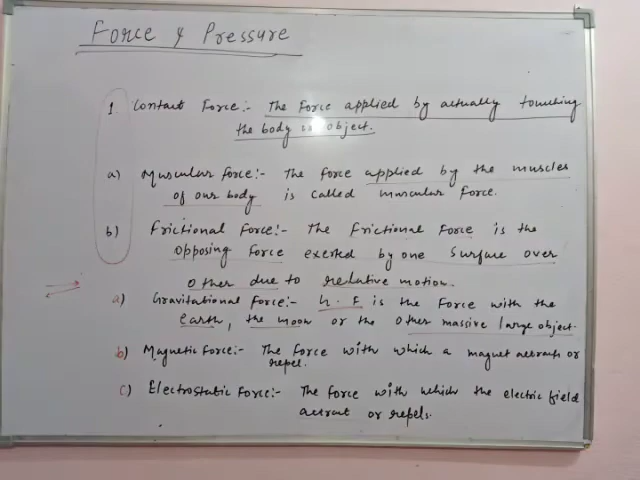 Force & Pressure
1. Contact Force:- The Force applied by actually touching
the body is object.
a) Muscular force:- The force applied by the muscles
of our body is called muscular force.
b) Frictional force:- The Frictional Force is the
opposing force exerted by one surface over
other due to relative motion.
a) Gravitational Force:- G.F is the Force with the
earth, the moon or the other massive large object.
b) Magnetic Force:- The force with which a magnet attracts or
repel.
c) Electrostatic Force:- The force with which the electric field
attract or repels.